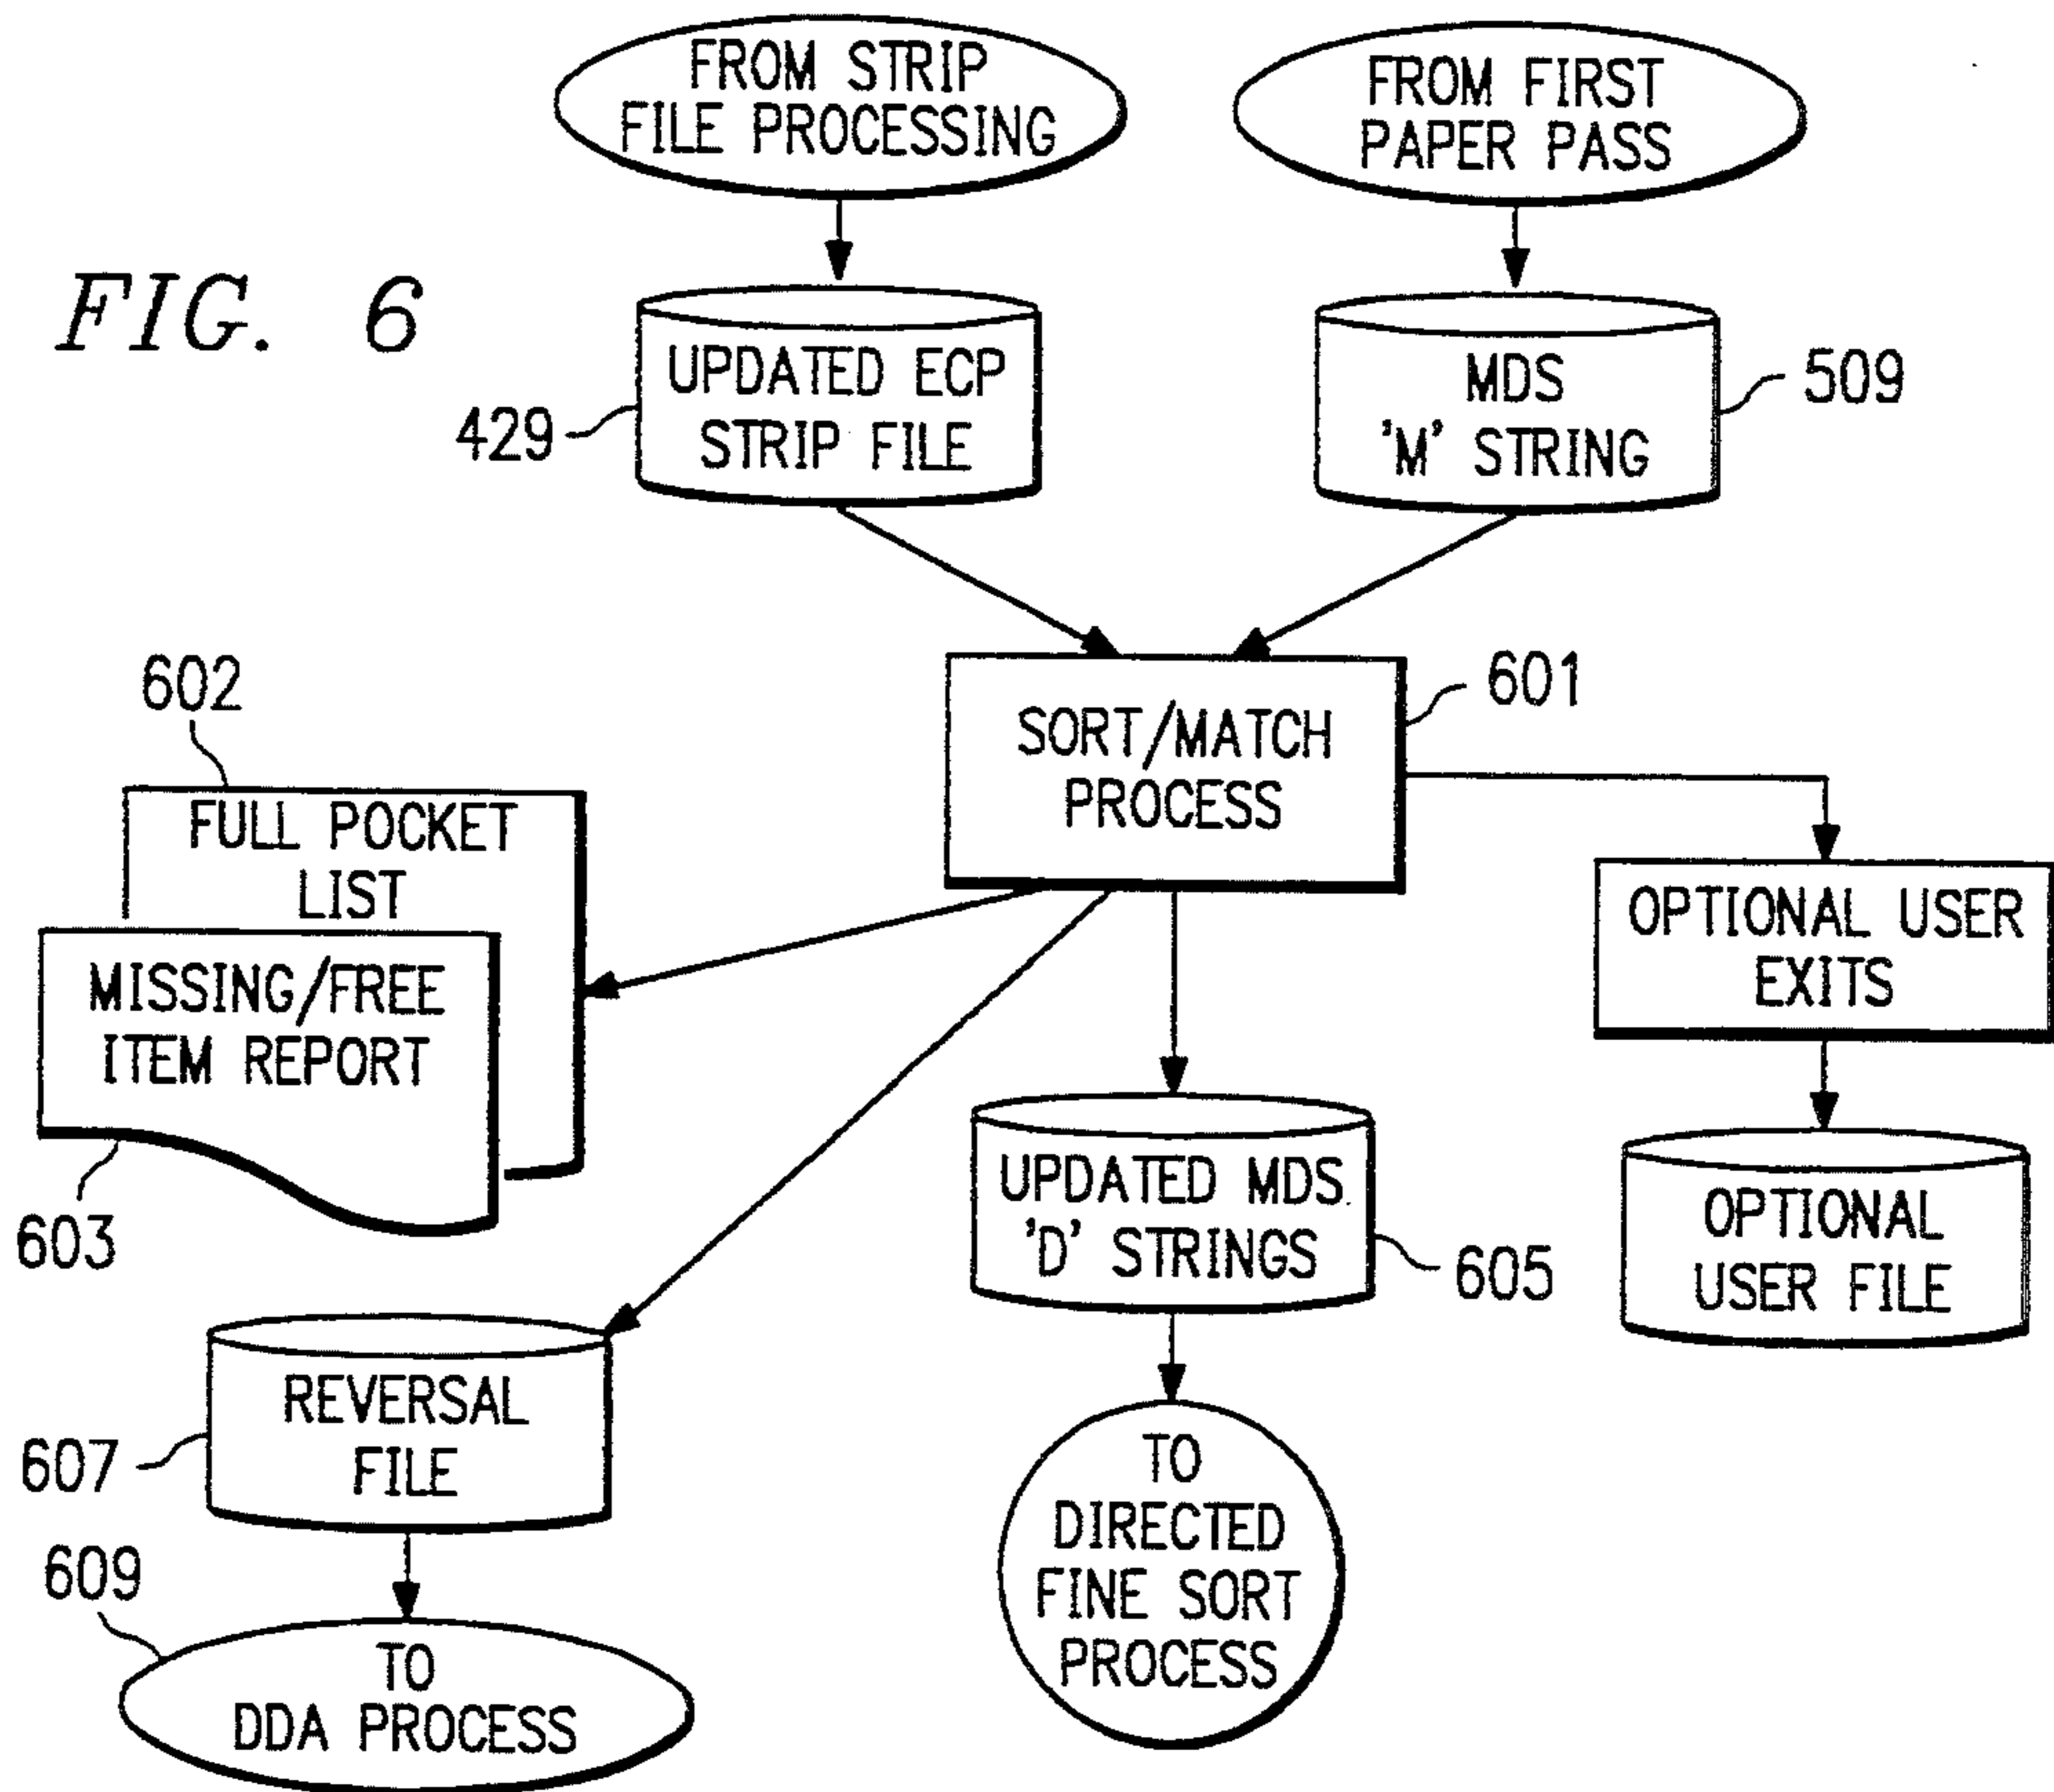 FROM STRIP
FILE PROCESSING
FROM FIRST
PAPER PASS
FIG. 6
UPDATED ECP
STRIP FILE
429
MDS
'M' STRING
509
SORT/MATCH
PROCESS
601
602
FULL POCKET
LIST
MISSING/FREE
ITEM REPORT
603
OPTIONAL USER
EXITS
UPDATED MDS
'D' STRINGS
605
OPTIONAL
USER FILE
REVERSAL
FILE
607
TO
DIRECTED
FINE SORT
PROCESS
609
TO
DDA PROCESS